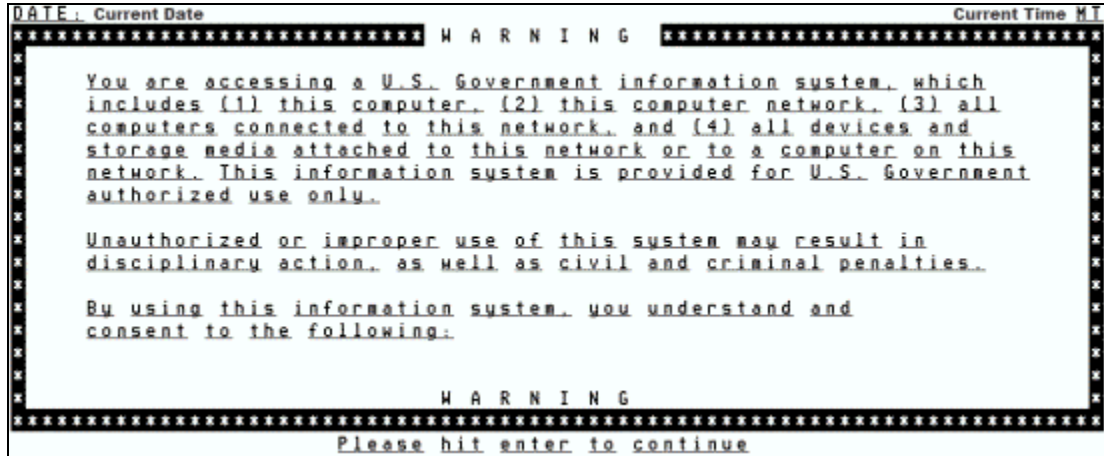 DATE: Current Date Current Time MT
**************************** W A R N I N G ******************************
You are accessing a U.S. Government information system, which
includes (1) this computer, (2) this computer network, (3) all
computers connected to this network, and (4) all devices and
storage media attached to this network or to a computer on this
network. This information system is provided for U.S. Government
authorized use only.
Unauthorized or improper use of this system may result in
disciplinary action, as well as civil and criminal penalties.
By using this information system, you understand and
consent to the following:
W A R N I N G
Please hit enter to continue